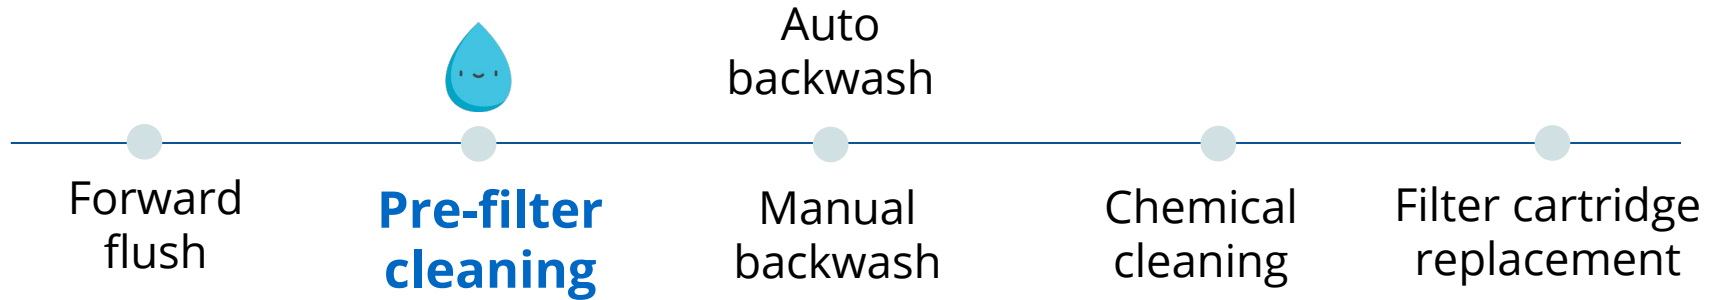 Auto
backwash
Forward
flush
Pre-filter
cleaning
Manual
backwash
Chemical
cleaning
Filter cartridge
replacement